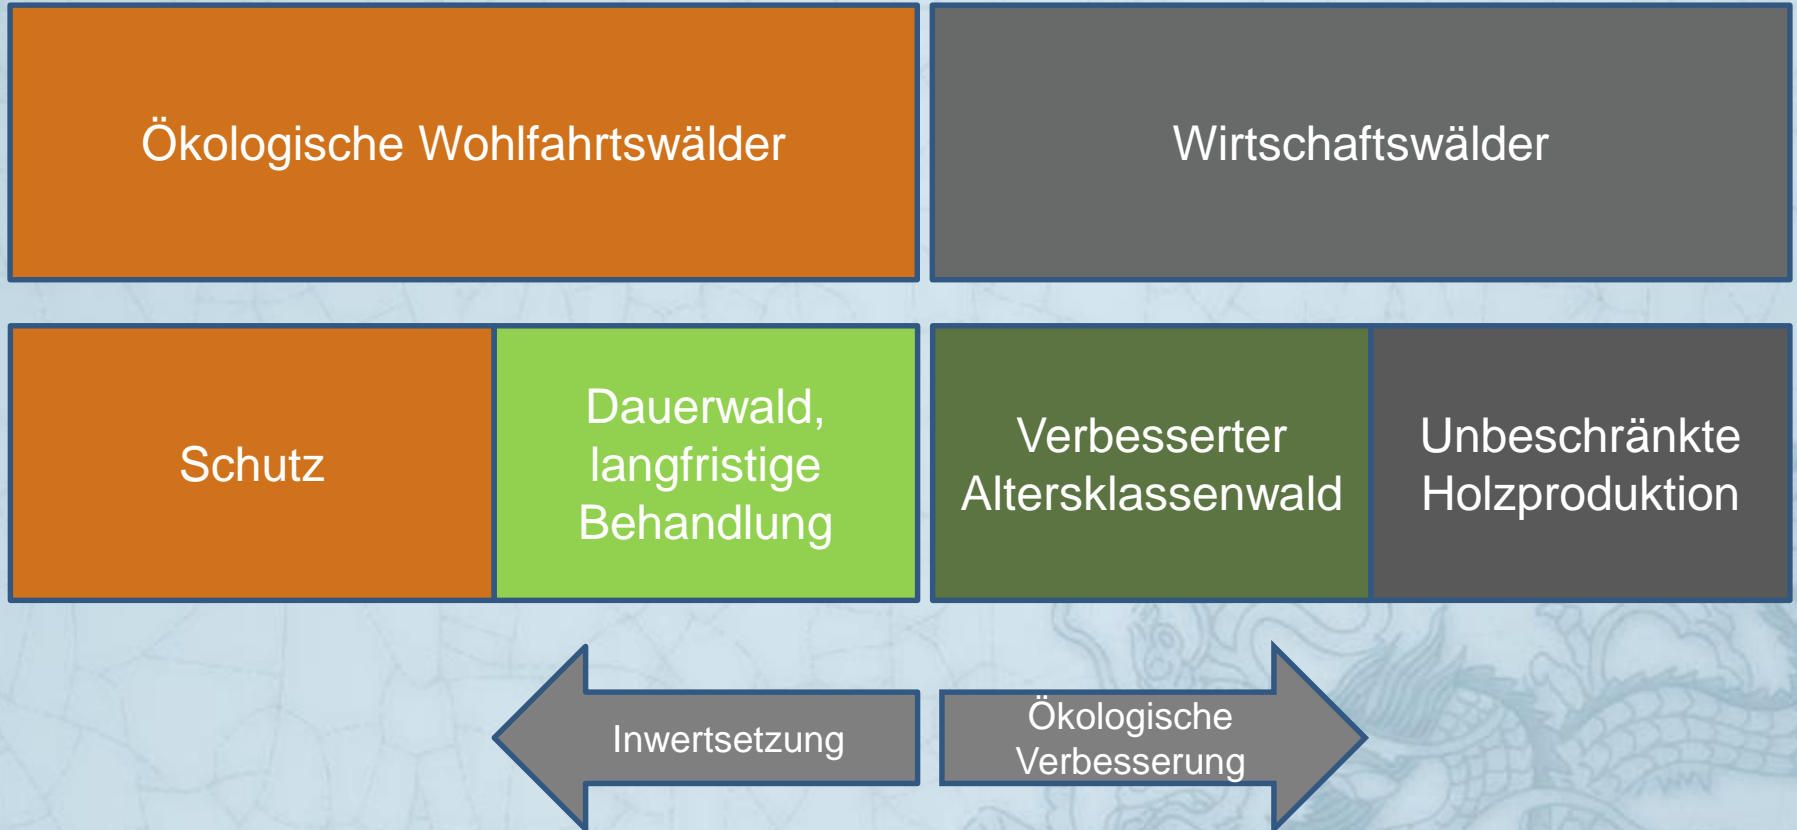 Ökologische Wohlfahrtswälder
Wirtschaftswälder
Schutz
Dauerwald,
langfristige
Behandlung
Verbesserter
Altersklassenwald
Unbeschränkte
Holzproduktion
Inwertsetzung
Ökologische
Verbesserung